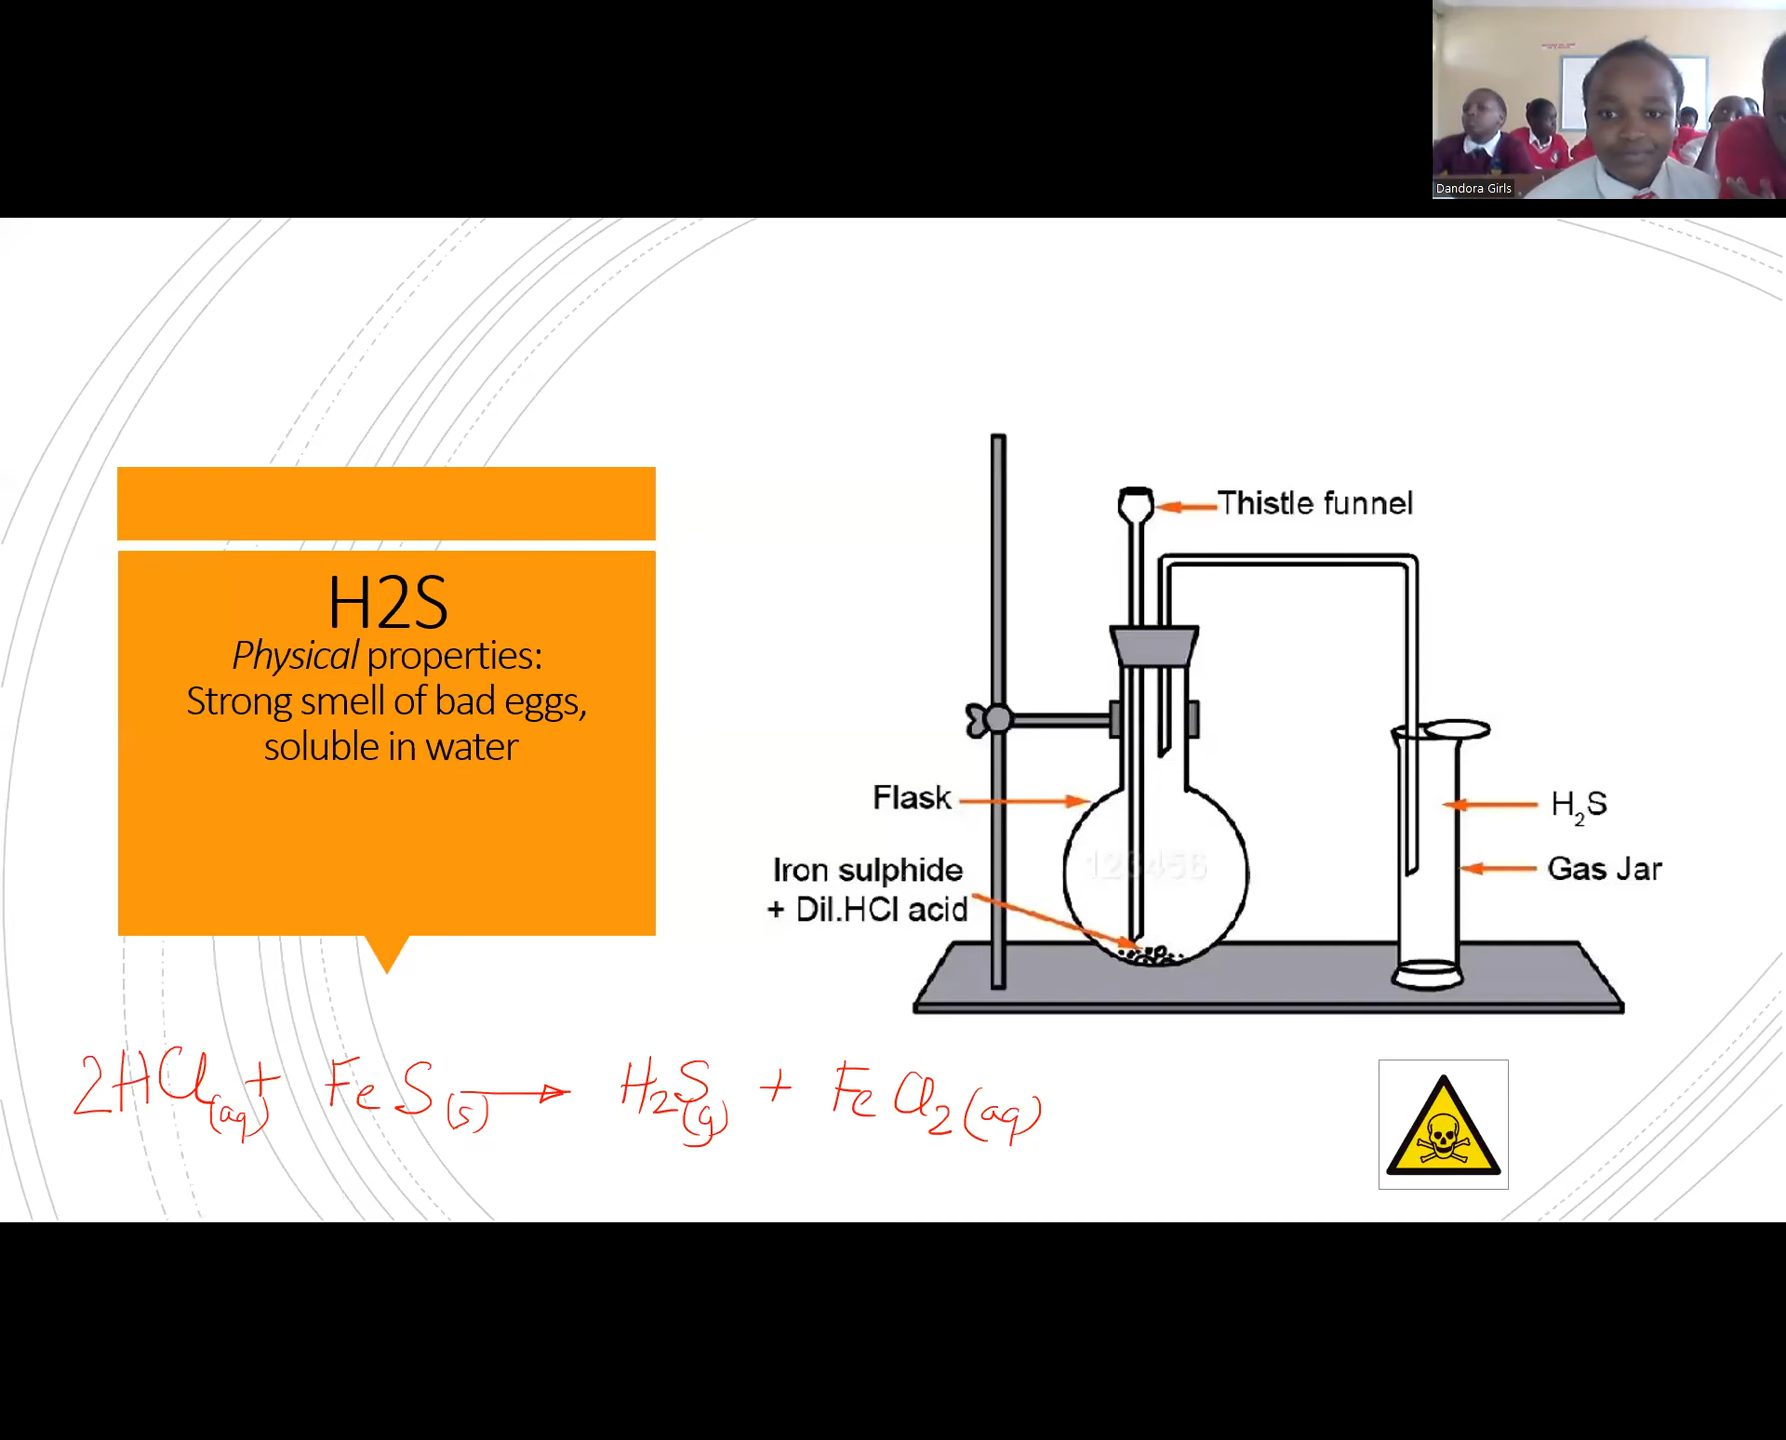 Dandora Girls
H2S
Physical properties:
Strong smell of bad eggs,
soluble in water
Thistle funnel
Flask
Iron sulphide
+ Dil.HCl acid
H₂S
Gas Jar
123456
2HCl(aq) + FeS(s) → H₂S(g) + FeCl₂(aq)